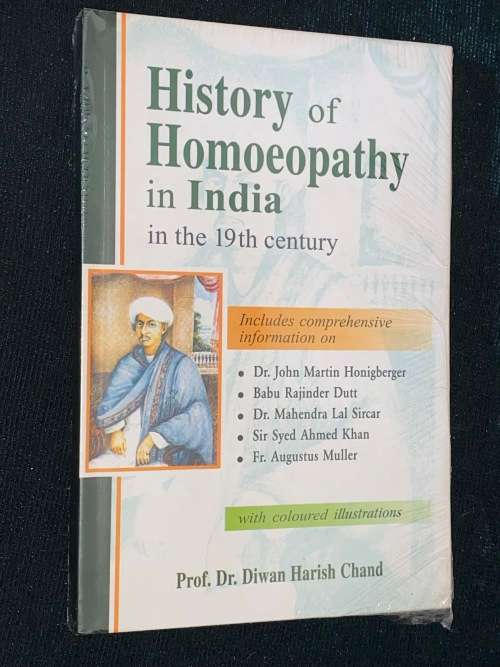 History of
Homoeopathy
in India
in the 19th century
Includes comprehensive
information on
• Dr. John Martin Honigberger
• Babu Rajinder Dutt
• Dr. Mahendra Lal Sircar
• Sir Syed Ahmed Khan
• Fr. Augustus Muller
with coloured illustrations
Prof. Dr. Diwan Harish Chand